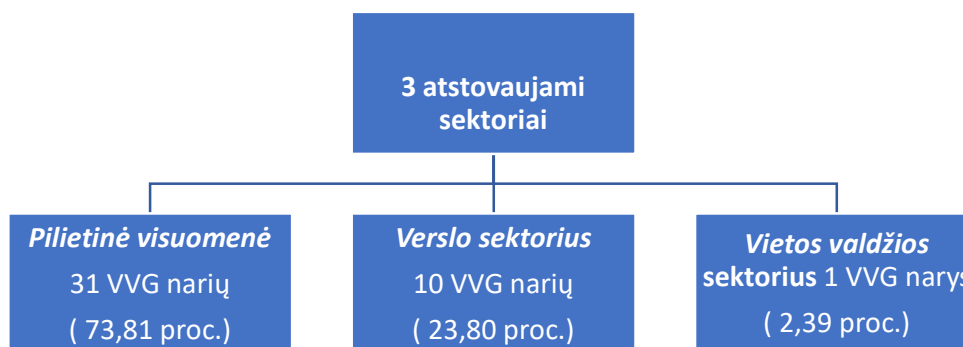 3 atstovaujami
sektoriai
Pilietinė visuomenė
31 VVG narių
( 73,81 proc.)
Verslo sektorius
10 VVG narių
( 23,80 proc.)
Vietos valdžios
sektorius 1 VVG narys
( 2,39 proc.)